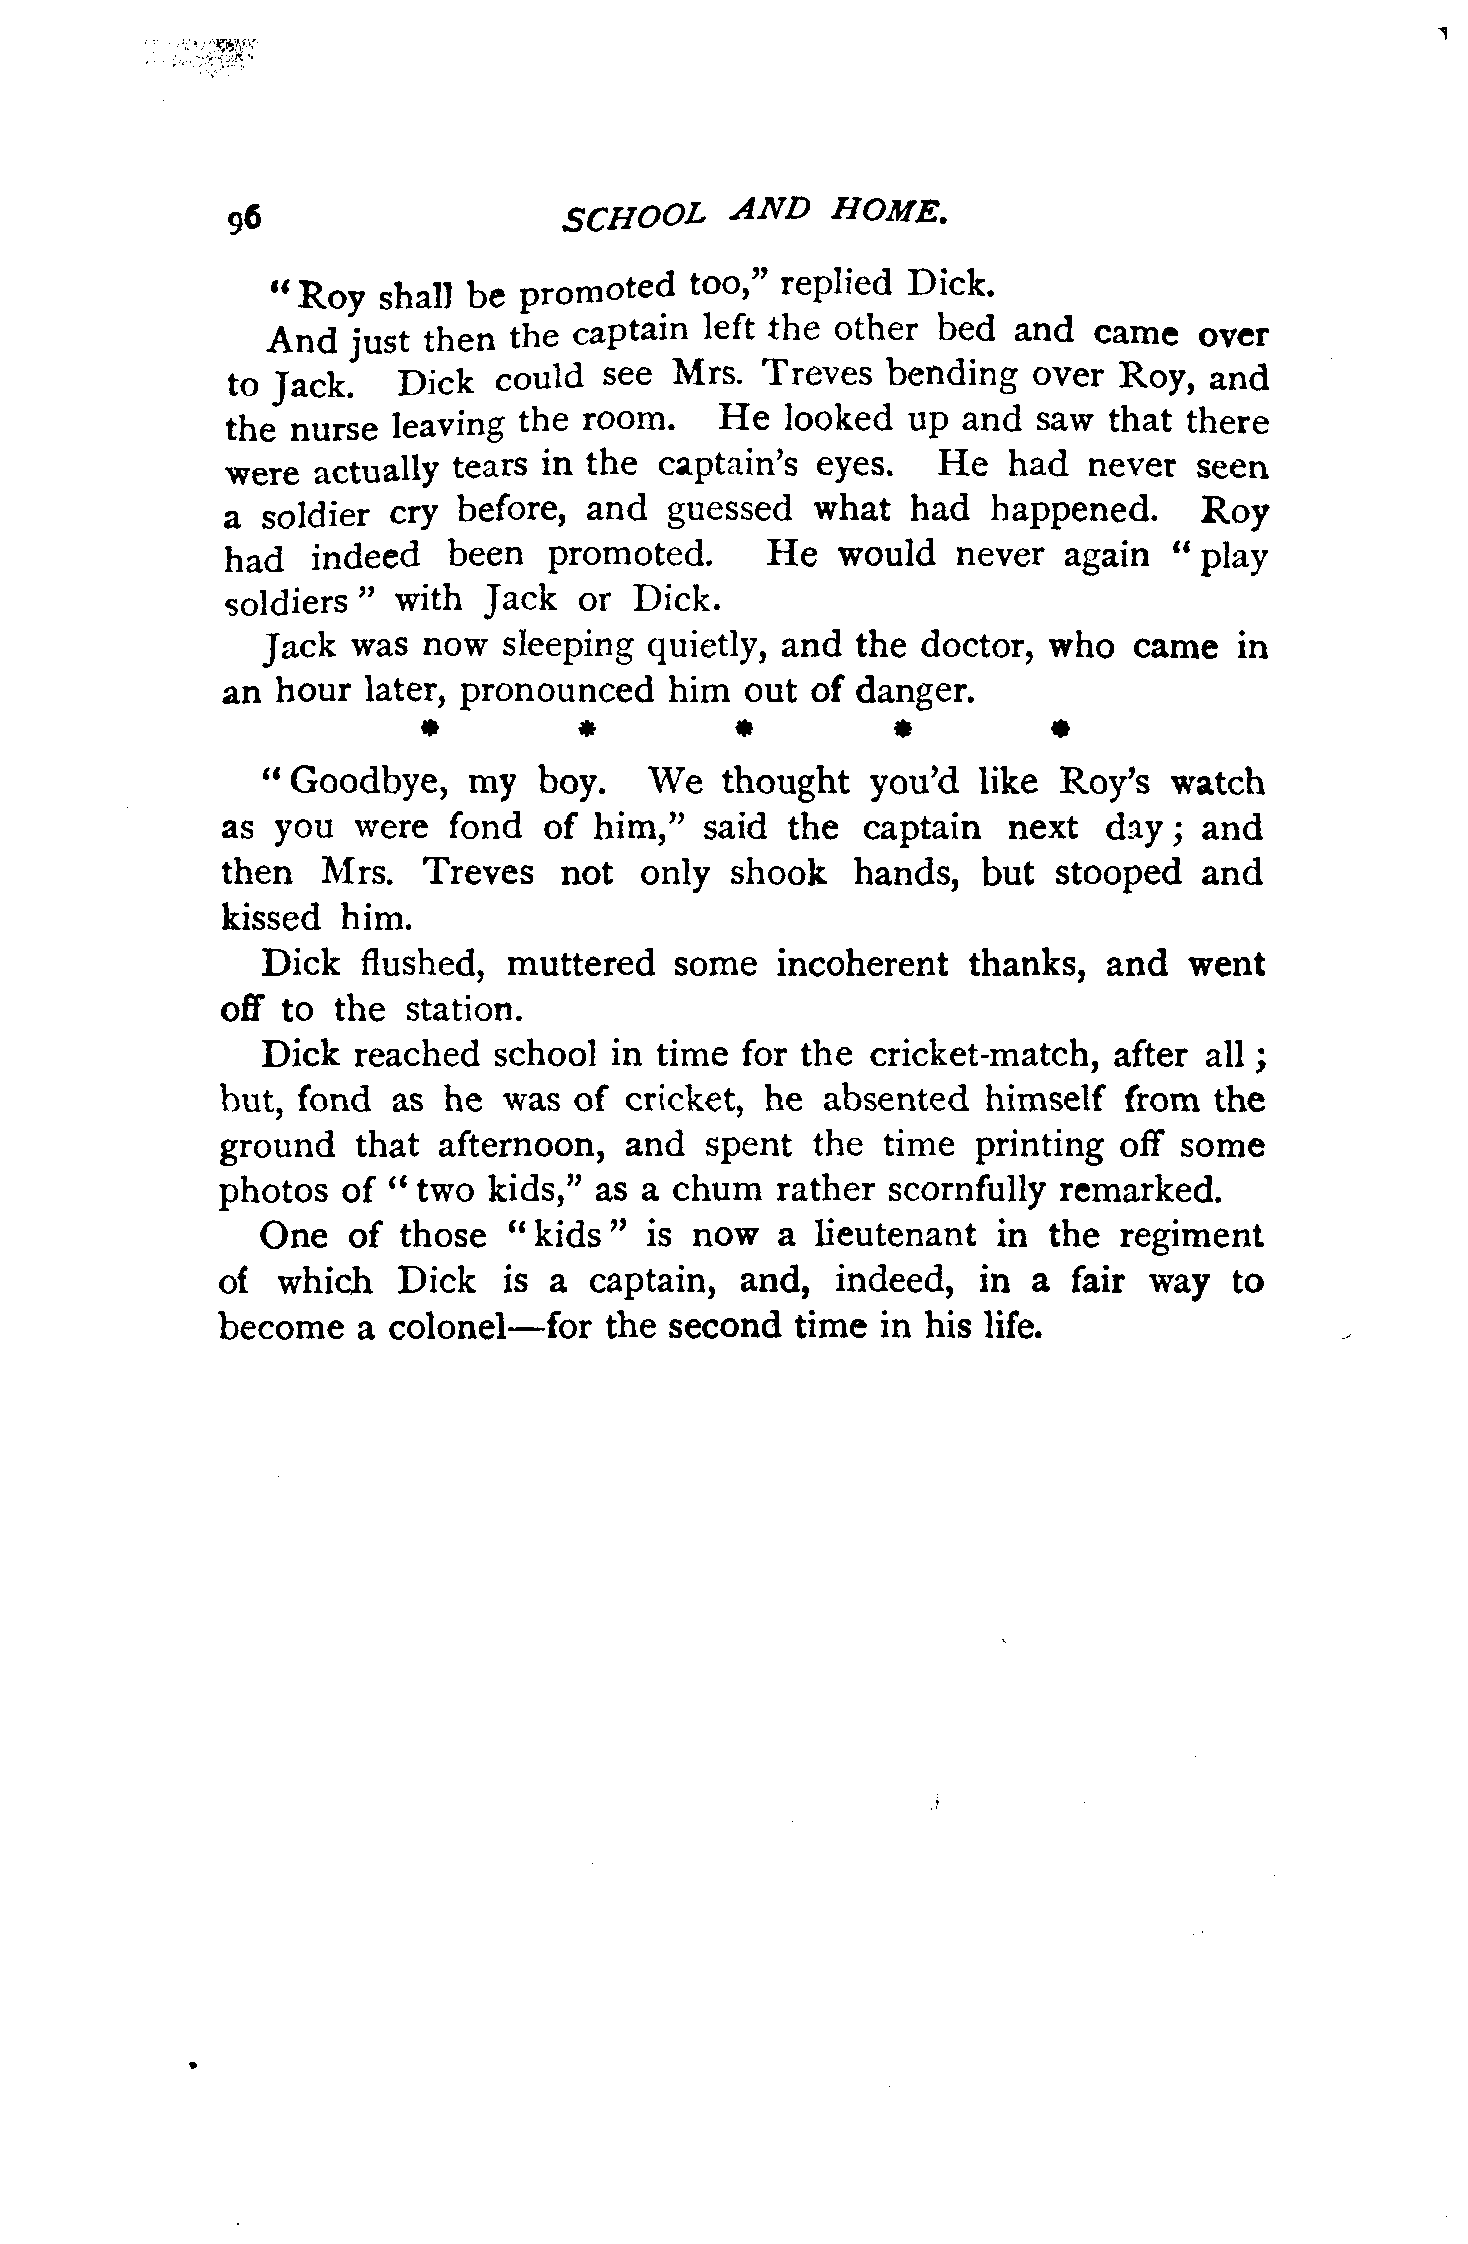 96 SCHOOL AND HOME.
"Roy shall be promoted too," replied Dick.
And just then the captain left the other bed and came over
to Jack. Dick could see Mrs. Treves bending over Roy, and
the nurse leaving the room. He looked up and saw that there
were actually tears in the captain's eyes. He had never seen
a soldier cry before, and guessed what had happened. Roy
had indeed been promoted. He would never again "play
soldiers" with Jack or Dick.
Jack was now sleeping quietly, and the doctor, who came in
an hour later, pronounced him out of danger.
* * * * *
"Goodbye, my boy. We thought you'd like Roy's watch
as you were fond of him," said the captain next day; and
then Mrs. Treves not only shook hands, but stooped and
kissed him.
Dick flushed, muttered some incoherent thanks, and went
off to the station.
Dick reached school in time for the cricket-match, after all;
but, fond as he was of cricket, he absented himself from the
ground that afternoon, and spent the time printing off some
photos of "two kids," as a chum rather scornfully remarked.
One of those "kids" is now a lieutenant in the regiment
of which Dick is a captain, and, indeed, in a fair way to
become a colonel—for the second time in his life.